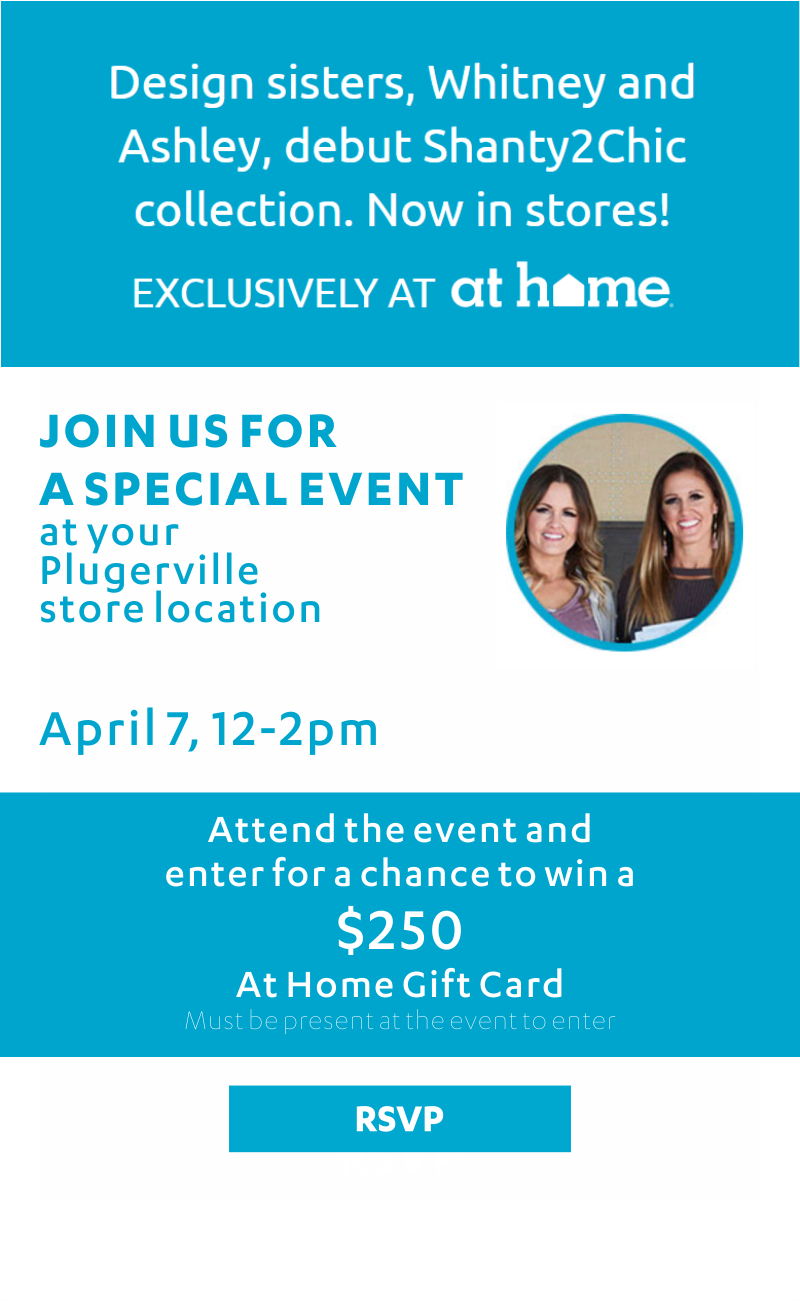 Design sisters, Whitney and
Ashley, debut Shanty2Chic
collection. Now in stores!
EXCLUSIVELY AT at home
JOIN US FOR
A SPECIAL EVENT
at your
Plugerville
store location
April 7, 12-2pm
Attend the event and
enter for a chance to win a
$250
At Home Gift Card
Must be present at the event to enter
RSVP